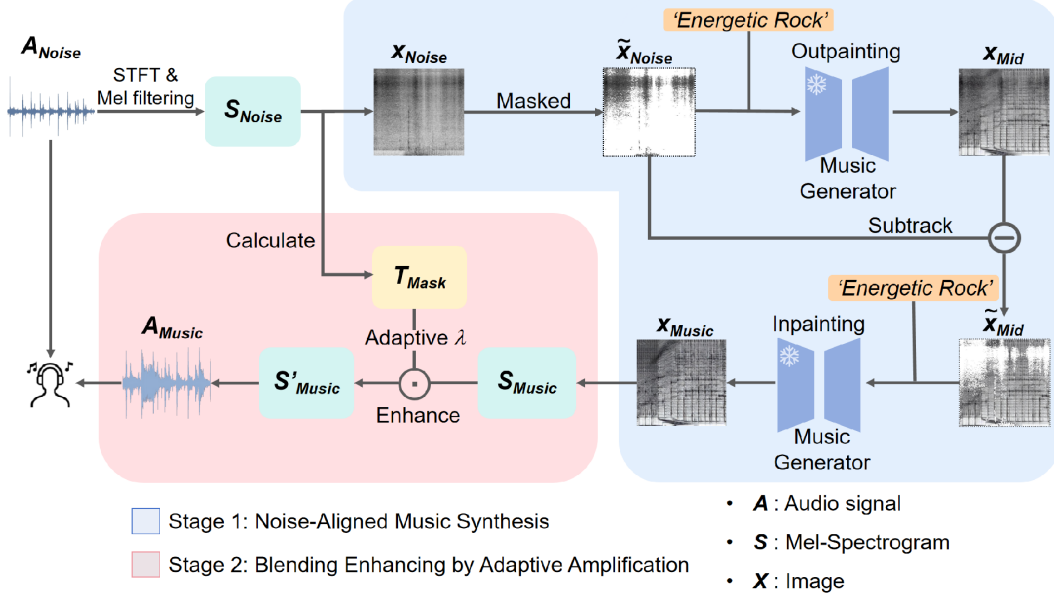 A_Noise
STFT &
Mel filtering
S_Noise
x_Noise
Masked
x̃_Noise
'Energetic Rock'
Outpainting
Music
Generator
x_Mid
Subtrack
'Energetic Rock'
x̃_Mid
Inpainting
Music
Generator
x_Music
Calculate
T_Mask
Adaptive λ
Enhance
S_Music
S'_Music
A_Music
Stage 1: Noise-Aligned Music Synthesis
Stage 2: Blending Enhancing by Adaptive Amplification
• A : Audio signal
• S : Mel-Spectrogram
• X : Image